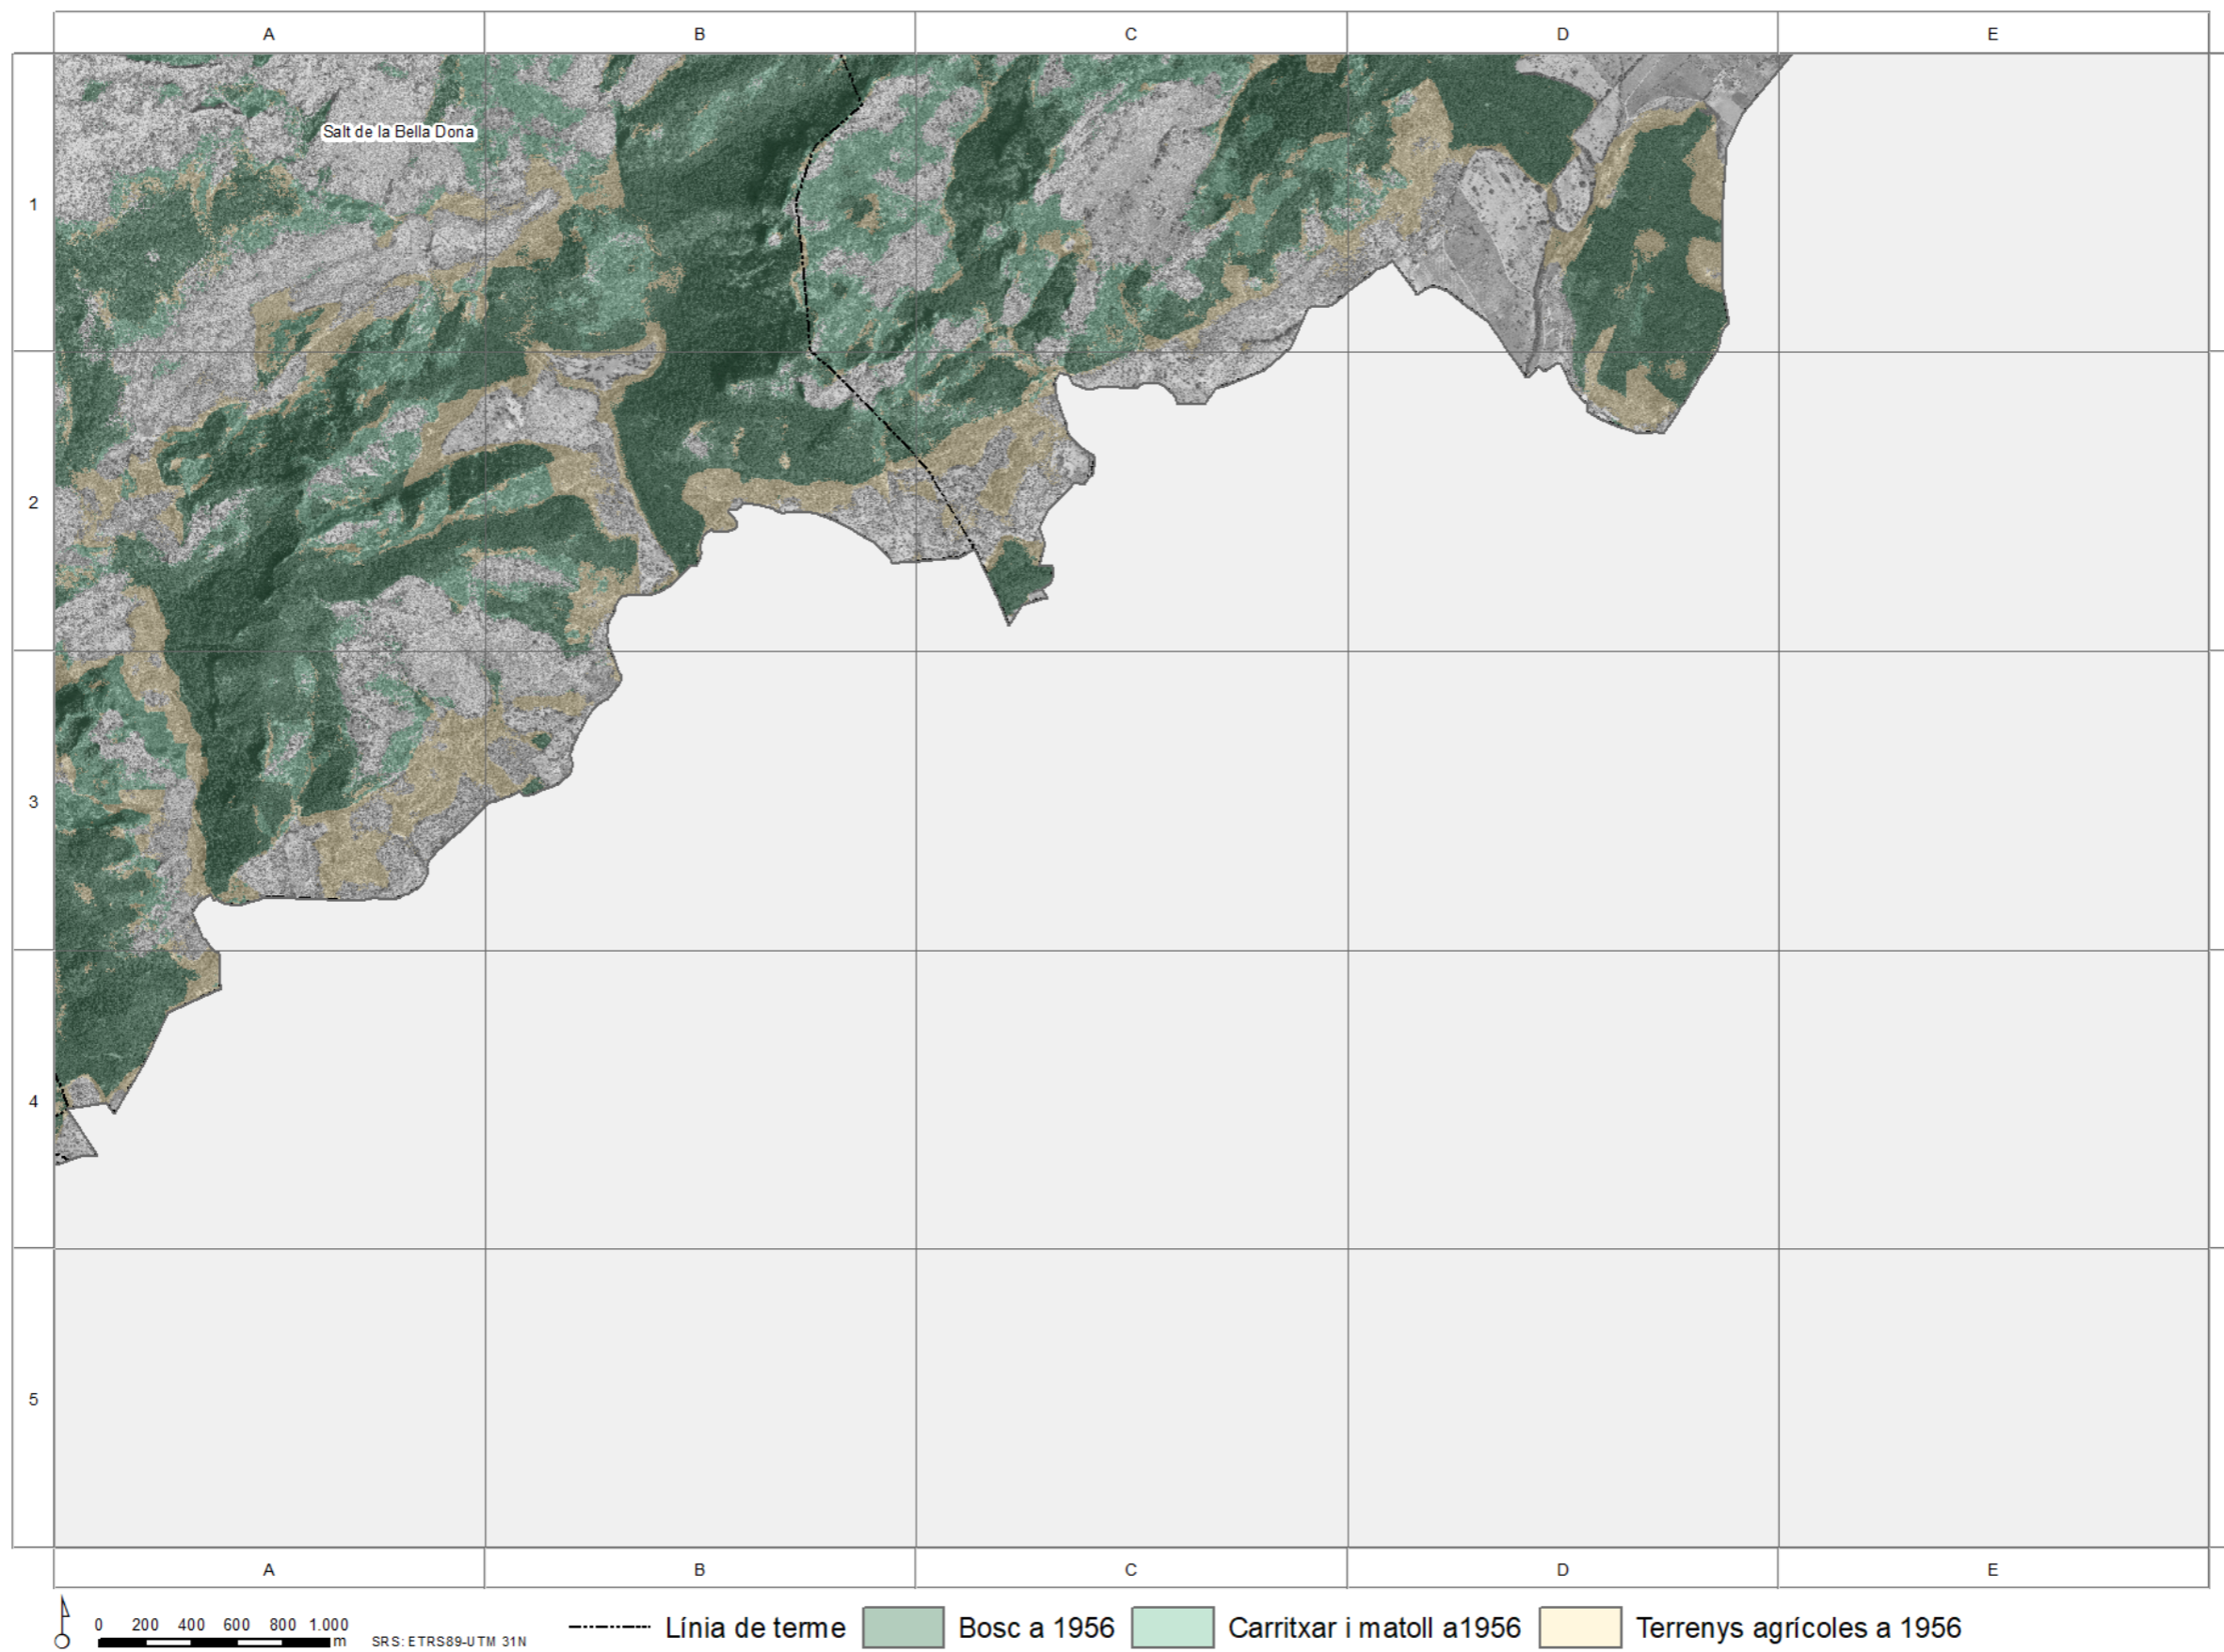 A B C D E
Salt de la Bella Dona
1
2
3
4
5
A B C D E
0 200 400 600 800 1.000
m
SRS: ETRS89-UTM 31N
Línia de terme
Bosc a 1956
Carritxar i matoll a1956
Terrenys agrícoles a 1956